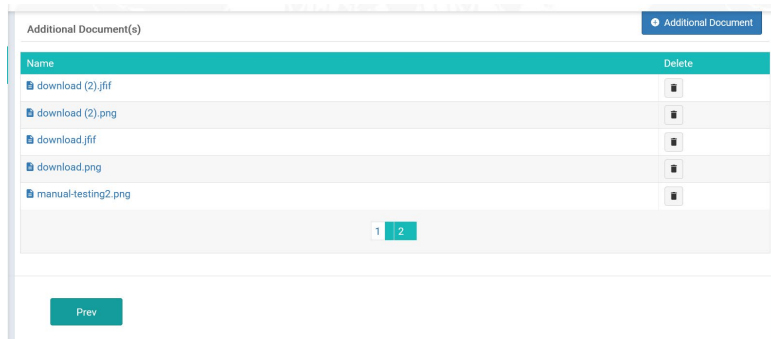 Additional Document(s)
Additional Document
Name Delete
download (2).jfif
download (2).png
download.jfif
download.png
manual-testing2.png
1 2
Prev